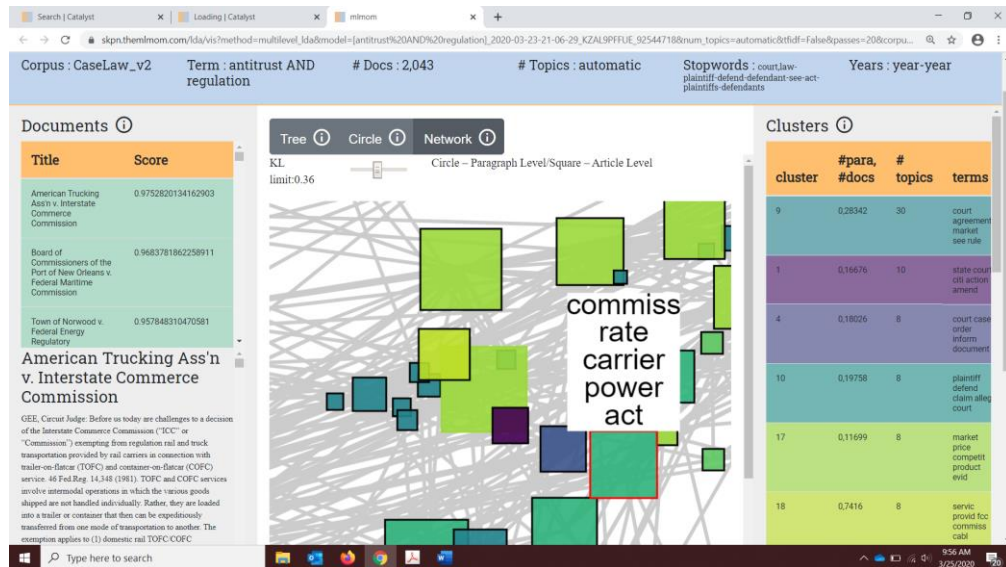 Search | Catalyst
Loading | Catalyst
mlmom
skpn.themlmom.com/lda/vis?method=multilevel_lda&model=[antitrust%20AND%20regulation]_2020-03-23-21-06-29_KZAL9PFFUE_92544718&num_topics=automatic&tfidf=False&passes=20&corpu...
Corpus : CaseLaw_v2
Term : antitrust AND
regulation
# Docs : 2,043
# Topics : automatic
Stopwords : court,law-
plaintiff-defend-defendant-see-act-
plaintiffs-defendants
Years : year-year
Documents
Title Score
American Trucking
Ass'n v. Interstate
Commerce
Commission
0.9752820134162903
Board of
Commissioners of the
Port of New Orleans v.
Federal Maritime
Commission
0.9683781862258911
Town of Norwood v.
Federal Energy
Regulatory
0.957848310470581
American Trucking Ass'n
v. Interstate Commerce
Commission
GEE, Circuit Judge: Before us today are challenges to a decision
of the Interstate Commerce Commission ("ICC" or
"Commission") exempting from regulation rail and truck
transportation provided by rail carriers in connection with
trailer-on-flatcar (TOFC) and container-on-flatcar (COFC)
service. 46 Fed.Reg. 14,348 (1981). TOFC and COFC services
involve intermodal operations in which the various goods
shipped are not handled individually. Rather, they are loaded
into a trailer or container that then can be expeditiously
transferred from one mode of transportation to another. The
exemption applies to (1) domestic rail TOFC/COFC
Tree
Circle
Network
KL
limit:0.36
Circle – Paragraph Level/Square – Article Level
commiss
rate
carrier
power
act
Clusters
cluster
#para,
#docs
#
topics
terms
9 0,28342 30
court
agreement
market
see rule
1 0,16676 10
state court
citi action
amend
4 0,18026 8
court case
order
inform
document
10 0,19758 8
plaintiff
defend
claim alleg
court
17 0,11699 8
market
price
competit
product
evid
18 0,7416 8
servic
provid fcc
commiss
cabl
Type here to search
9:56 AM
3/25/2020
20